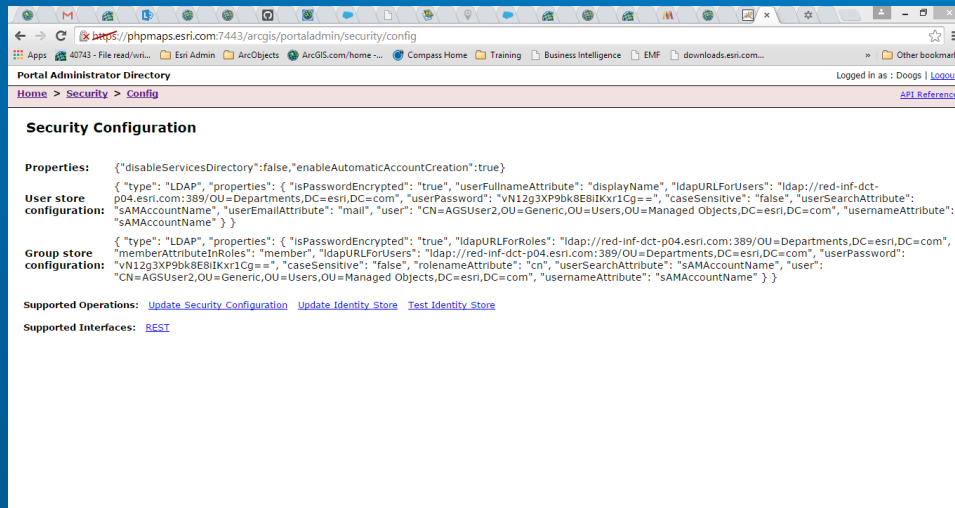 https://phpmaps.esri.com:7443/arcgis/portaladmin/security/config
Apps 40743 - File read/wri... Esri Admin ArcObjects ArcGIS.com/home -... Compass Home Training Business Intelligence EMF downloads.esri.com... » Other bookmark
Portal Administrator Directory Logged in as : Doogs | Logout
Home > Security > Config API Reference
Security Configuration
Properties: {"disableServicesDirectory":false,"enableAutomaticAccountCreation":true}
{ "type": "LDAP", "properties": { "isPasswordEncrypted": "true", "userFullnameAttribute": "displayName", "ldapURLForUsers": "ldap://red-inf-dct-
User store configuration: p04.esri.com:389/OU=Departments,DC=esri,DC=com", "userPassword": "vN12g3XP9bk8E8iIKxr1Cg==", "caseSensitive": "false", "userSearchAttribute":
"sAMAccountName", "userEmailAttribute": "mail", "user": "CN=AGSUser2,OU=Generic,OU=Users,OU=Managed Objects,DC=esri,DC=com", "usernameAttribute":
"sAMAccountName" } }
{ "type": "LDAP", "properties": { "isPasswordEncrypted": "true", "ldapURLForRoles": "ldap://red-inf-dct-p04.esri.com:389/OU=Departments,DC=esri,DC=com",
Group store configuration: "memberAttributeInRoles": "member", "ldapURLForUsers": "ldap://red-inf-dct-p04.esri.com:389/OU=Departments,DC=esri,DC=com", "userPassword":
"vN12g3XP9bk8E8iIKxr1Cg==", "caseSensitive": "false", "rolenameAttribute": "cn", "userSearchAttribute": "sAMAccountName", "user":
"CN=AGSUser2,OU=Generic,OU=Users,OU=Managed Objects,DC=esri,DC=com", "usernameAttribute": "sAMAccountName" } }
Supported Operations: Update Security Configuration Update Identity Store Test Identity Store
Supported Interfaces: REST